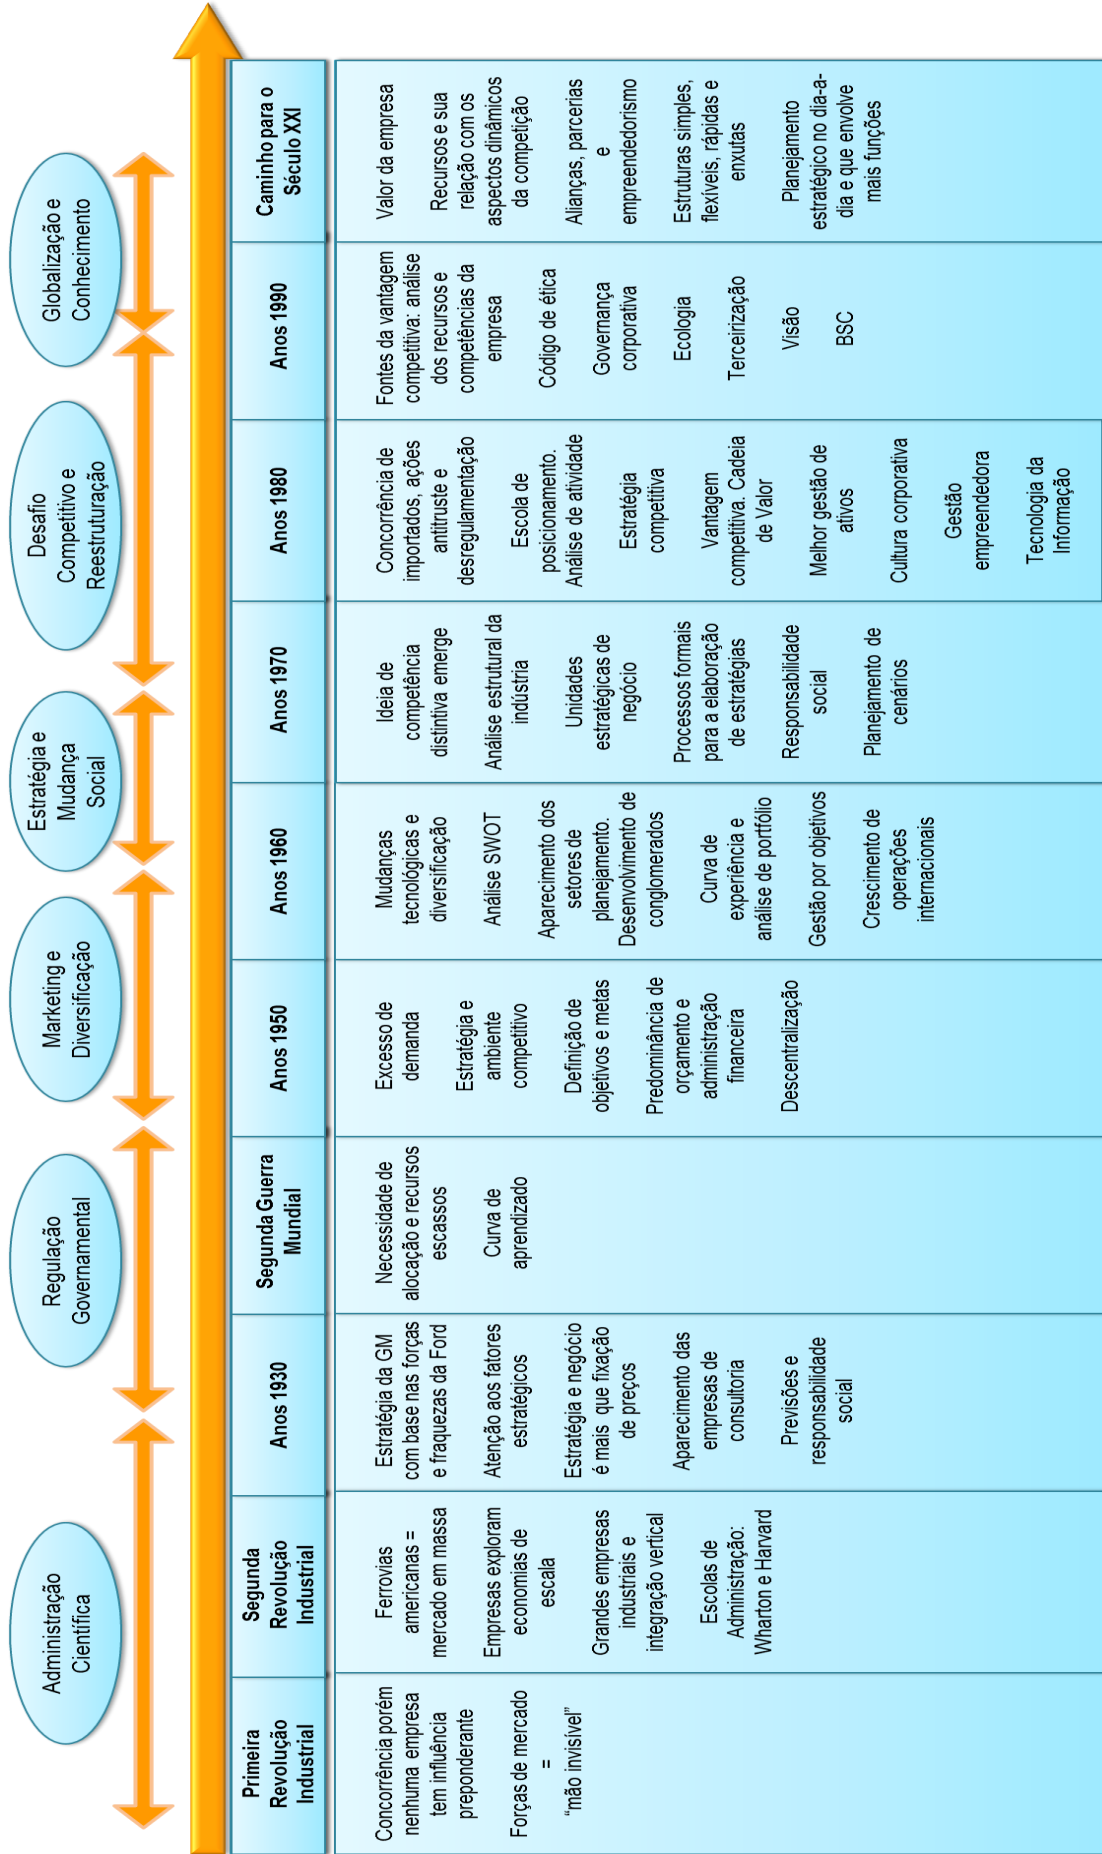 Administração
Científica
Regulação
Governamental
Marketing e
Diversificação
Estratégia e
Mudança
Social
Desafio
Competitivo e
Reestruturação
Globalização e
Conhecimento
Primeira
Revolução
Industrial
Segunda
Revolução
Industrial
Anos 1930
Segunda Guerra
Mundial
Anos 1950
Anos 1960
Anos 1970
Anos 1980
Anos 1990
Caminho para o
Século XXI
Concorrência porém
nenhuma empresa
tem influência
preponderante
Forças de mercado
=
“mão invisível”
Ferrovias
americanas =
mercado em massa
Empresas exploram
economias de
escala
Grandes empresas
industriais e
integração vertical
Escolas de
Administração:
Wharton e Harvard
Estratégia da GM
com base nas forças
e fraquezas da Ford
Atenção aos fatores
estratégicos
Estratégia e negócio
é mais que fixação
de preços
Aparecimento das
empresas de
consultoria
Previsões e
responsabilidade
social
Necessidade de
alocação e recursos
escassos
Curva de
aprendizado
Excesso de
demanda
Estratégia e
ambiente
competitivo
Definição de
objetivos e metas
Predominância de
orçamento e
administração
financeira
Descentralização
Mudanças
tecnológicas e
diversificação
Análise SWOT
Aparecimento dos
setores de
planejamento.
Desenvolvimento de
conglomerados
Curva de
experiência e
análise de portfólio
Gestão por objetivos
Crescimento de
operações
internacionais
Ideia de
competência
distintiva emerge
Análise estrutural da
indústria
Unidades
estratégicas de
negócio
Processos formais
para a elaboração
de estratégias
Responsabilidade
social
Planejamento de
cenários
Concorrência de
importados, ações
antitruste e
desregulamentação
Escola de
posicionamento.
Análise de atividade
Estratégia
competitiva
Vantagem
competitiva. Cadeia
de Valor
Melhor gestão de
ativos
Cultura corporativa
Gestão
empreendedora
Tecnologia da
Informação
Fontes da vantagem
competitiva: análise
dos recursos e
competências da
empresa
Código de ética
Governança
corporativa
Ecologia
Terceirização
Visão
BSC
Valor da empresa
Recursos e sua
relação com os
aspectos dinâmicos
da competição
Alianças, parcerias
e
empreendedorismo
Estruturas simples,
flexíveis, rápidas e
enxutas
Planejamento
estratégico no dia-a-
dia e que envolve
mais funções